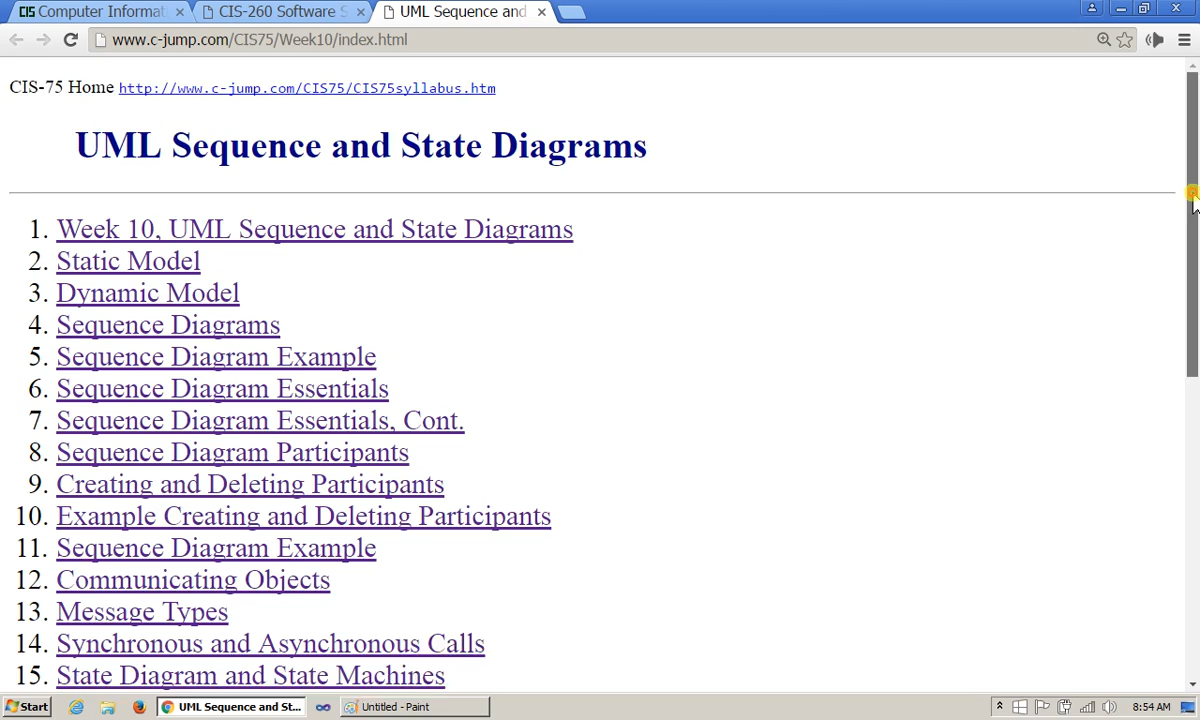 CIS Computer Informat
CIS-260 Software S
UML Sequence and
www.c-jump.com/CIS75/Week10/index.html
CIS-75 Home http://www.c-jump.com/CIS75/CIS75syllabus.htm
UML Sequence and State Diagrams
1. Week 10, UML Sequence and State Diagrams
2. Static Model
3. Dynamic Model
4. Sequence Diagrams
5. Sequence Diagram Example
6. Sequence Diagram Essentials
7. Sequence Diagram Essentials, Cont.
8. Sequence Diagram Participants
9. Creating and Deleting Participants
10. Example Creating and Deleting Participants
11. Sequence Diagram Example
12. Communicating Objects
13. Message Types
14. Synchronous and Asynchronous Calls
15. State Diagram and State Machines
Start
UML Sequence and St...
Untitled - Paint
8:54 AM